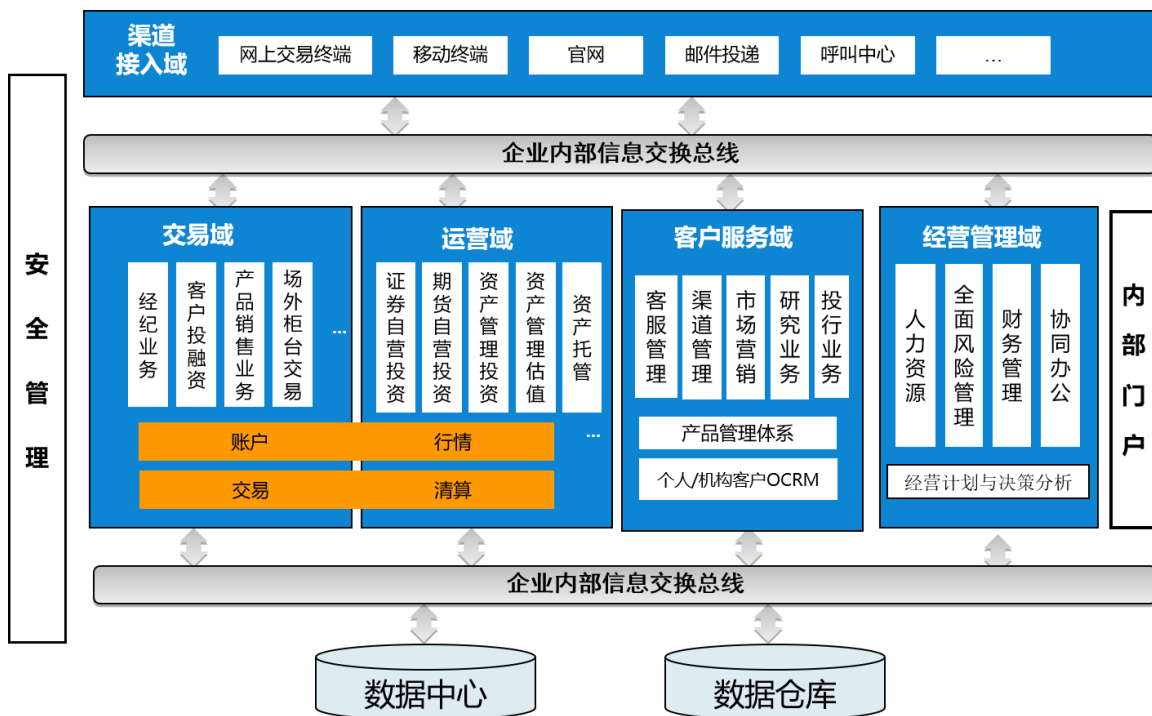 渠道
接入域
网上交易终端
移动终端
官网
邮件投递
呼叫中心
...
企业内部信息交换总线
安全管理
交易域
经纪业务
客户投融资
产品销售业务
场外柜台交易
...
运营域
证券自营投资
期货自营投资
资产管理投资
资产管理估值
资产托管
...
账户
行情
交易
清算
客户服务域
客服管理
渠道管理
市场营销
研究业务
投行业务
产品管理体系
个人/机构客户OCRM
经营管理域
人力资源
全面风险管理
财务管理
协同办公
经营计划与决策分析
内部门户
企业内部信息交换总线
数据中心
数据仓库